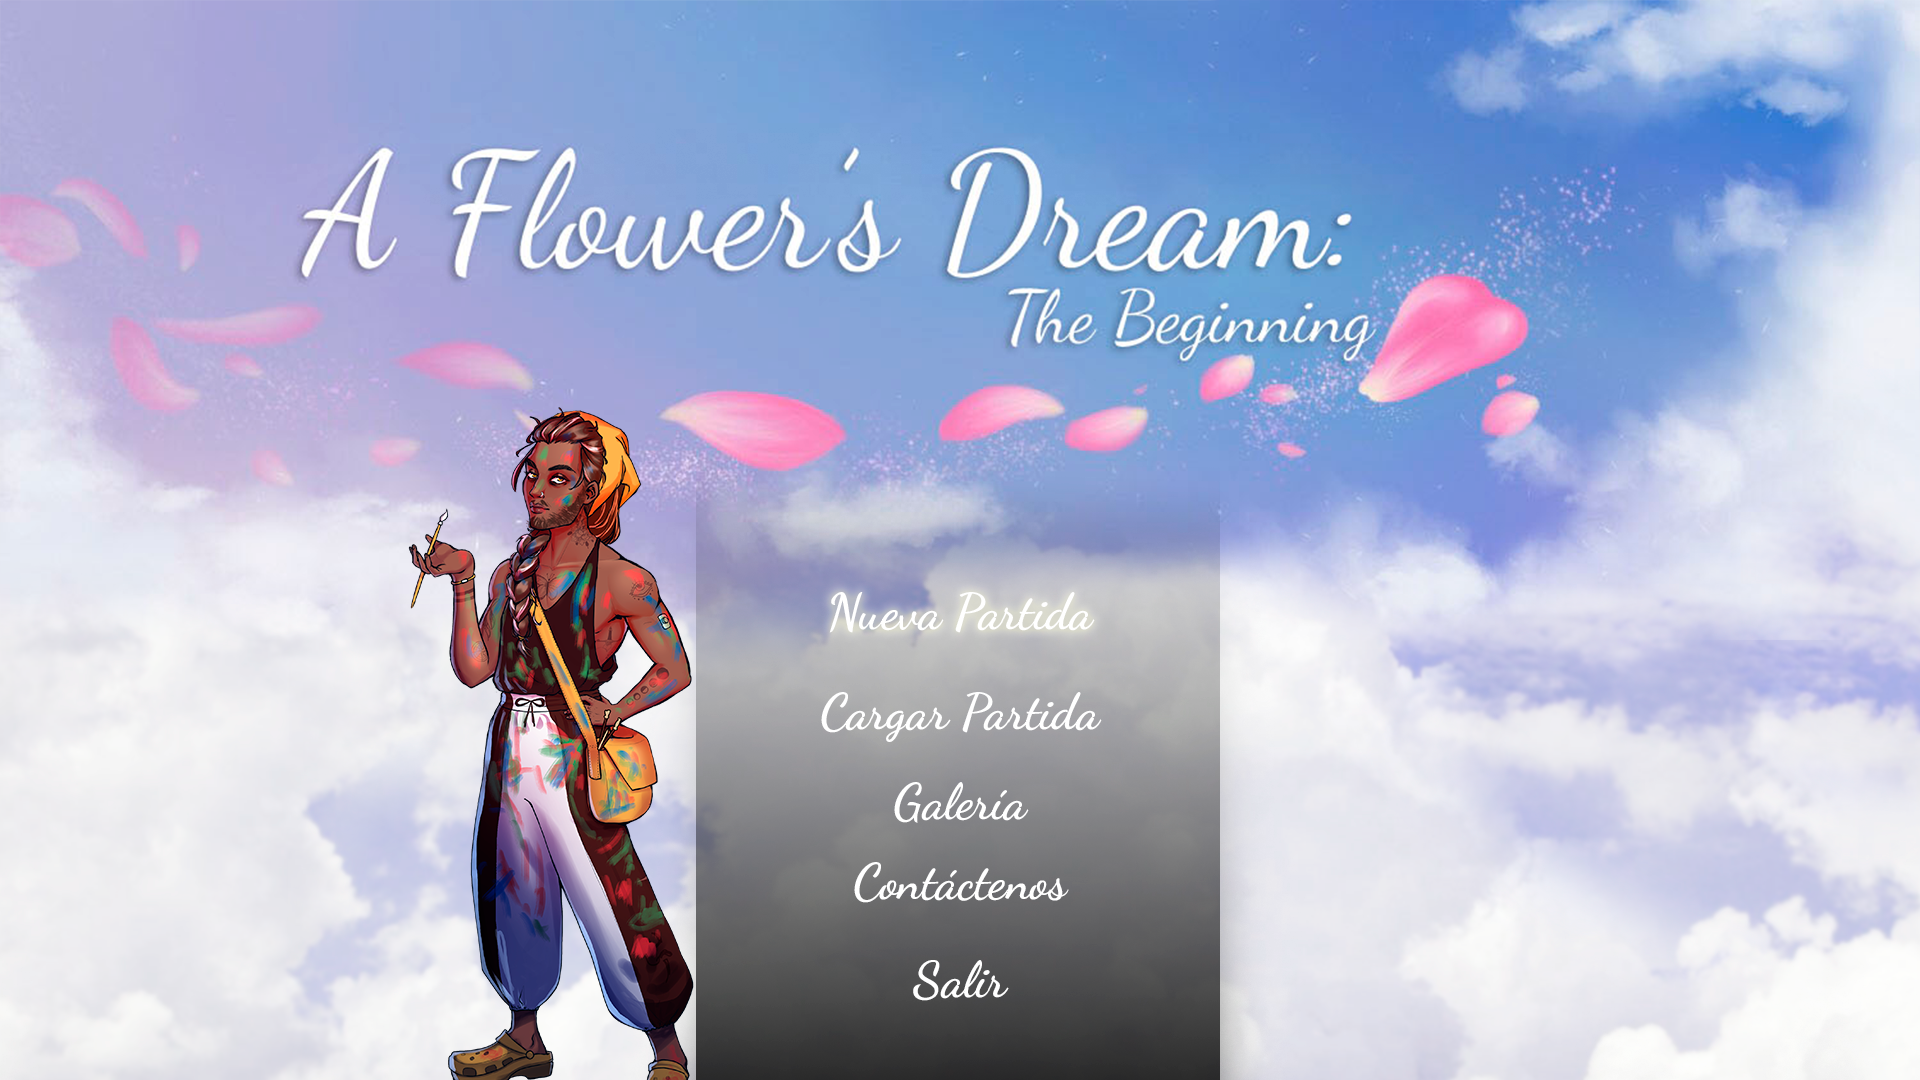 A Flower's Dream:
The Beginning
Nueva Partida
Cargar Partida
Galería
Contáctenos
Salir